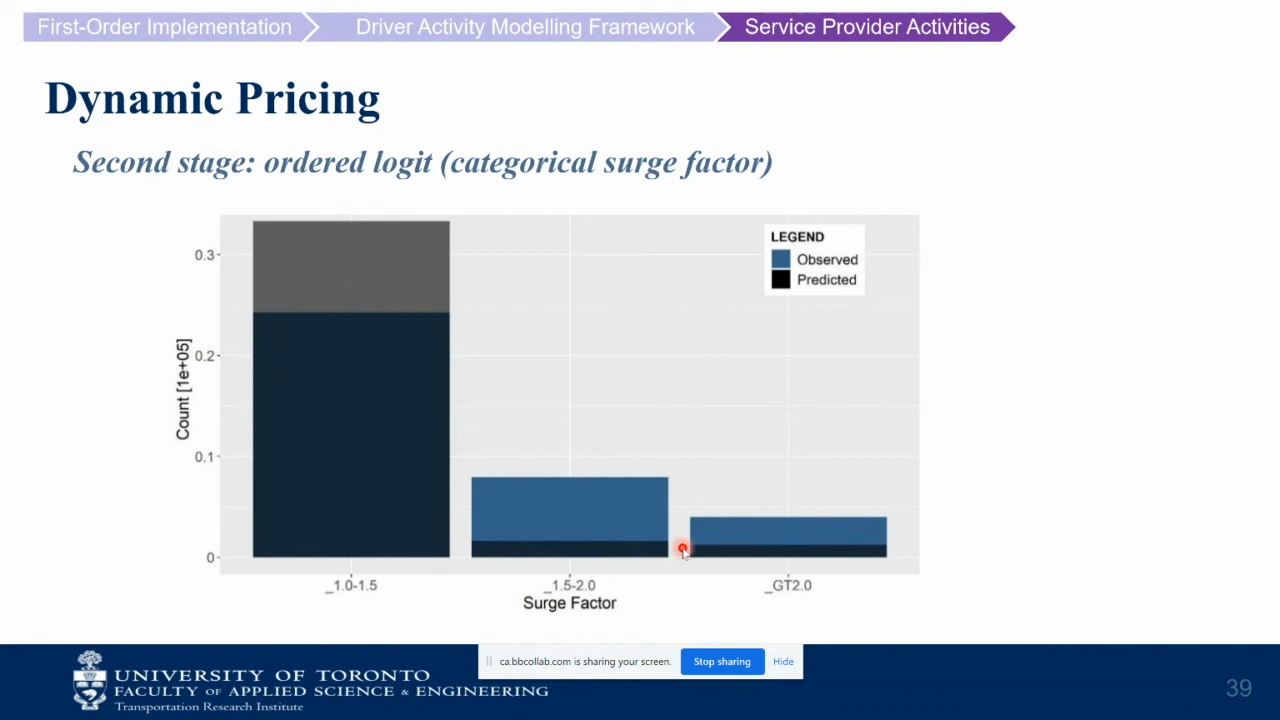 First-Order Implementation
Driver Activity Modelling Framework
Service Provider Activities
Dynamic Pricing
Second stage: ordered logit (categorical surge factor)
LEGEND
Observed
Predicted
Count [1e+05]
0.3
0.2
0.1
0
_1.0-1.5
_1.5-2.0
_GT2.0
Surge Factor
ca.bbcollab.com is sharing your screen.
Stop sharing
Hide
UNIVERSITY OF TORONTO
FACULTY OF APPLIED SCIENCE & ENGINEERING
Transportation Research Institute
39